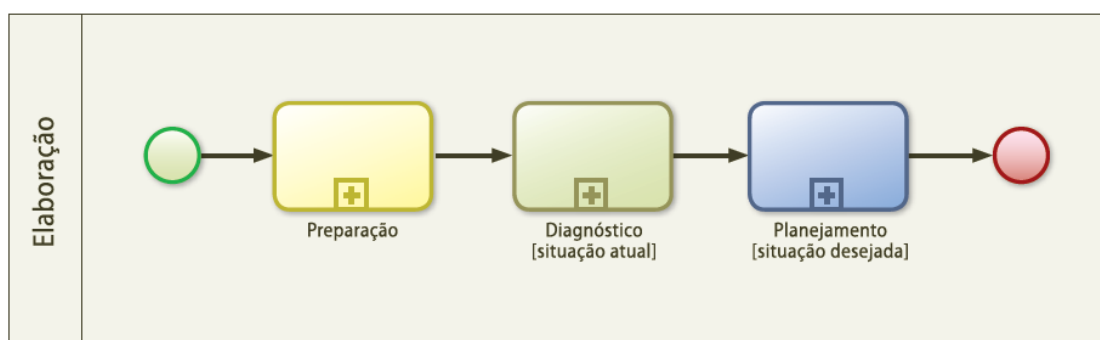 Elaboração
Preparação
Diagnóstico
[situação atual]
Planejamento
[situação desejada]